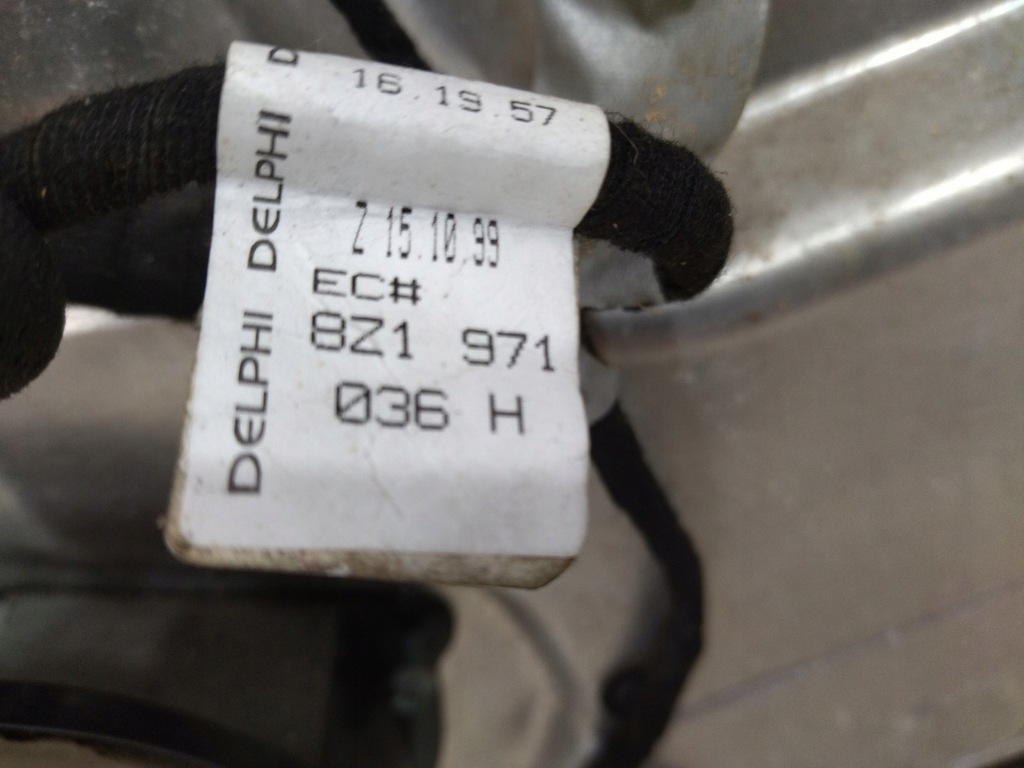 16.19.57
Z 15.10.99
EC#
8Z1 971
036 H
DELPHI DELPHI D